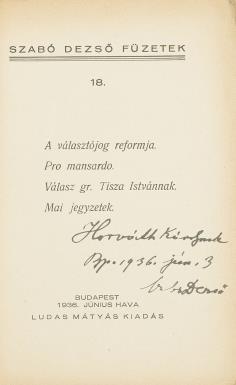 SZABÓ DEZSŐ FÜZETEK
18.
A választójog reformja.
Pro mansardo.
Válasz gr. Tisza Istvánnak.
Mai jegyzetek.
Horváth Károlynak
Bp. 1936. jún. 3
Szabó Dezső
BUDAPEST
1936. JÚNIUS HAVA
LUDAS MÁTYÁS KIADÁS